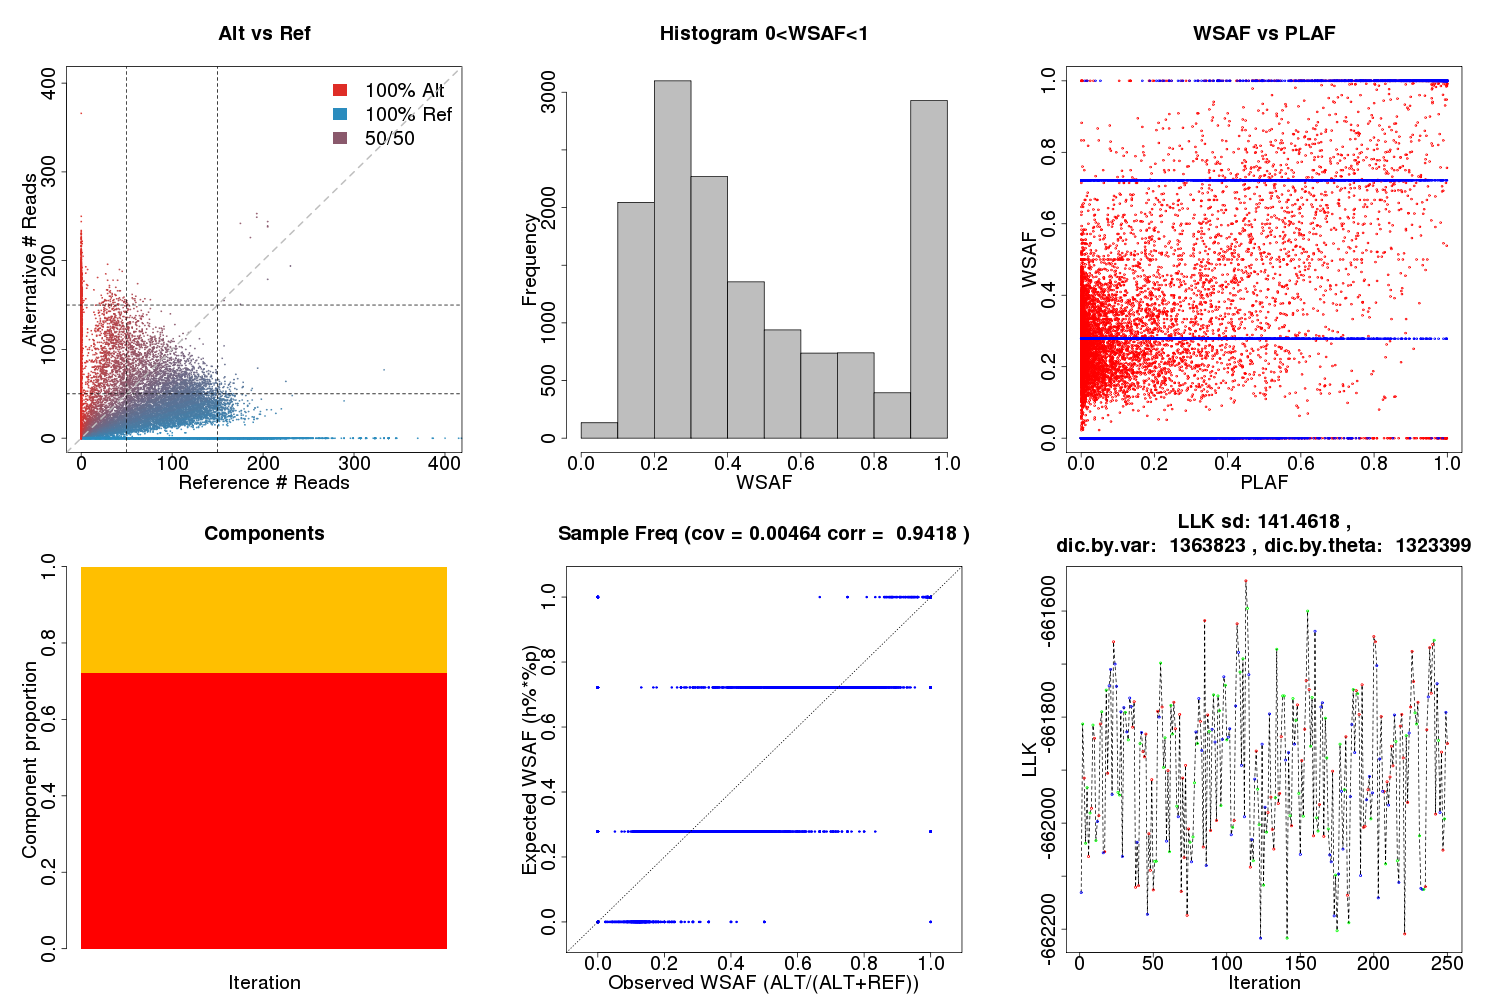 Alt vs Ref
100% Alt
100% Ref
50/50
Alternative # Reads
0 100 200 300 400
0 100 200 300 400
Reference # Reads
Histogram 0<WSAF<1
Frequency
0 500 1000 2000 3000
0.0 0.2 0.4 0.6 0.8 1.0
WSAF
WSAF vs PLAF
WSAF
0.0 0.2 0.4 0.6 0.8 1.0
0.0 0.2 0.4 0.6 0.8 1.0
PLAF
Components
Component proportion
0.0 0.2 0.4 0.6 0.8 1.0
Iteration
Sample Freq (cov = 0.00464 corr = 0.9418 )
Expected WSAF (h%*%p)
0.0 0.2 0.4 0.6 0.8 1.0
0.0 0.2 0.4 0.6 0.8 1.0
Observed WSAF (ALT/(ALT+REF))
LLK sd: 141.4618 ,
dic.by.var: 1363823 , dic.by.theta: 1323399
LLK
-662200 -662000 -661800 -661600
0 50 100 150 200 250
Iteration